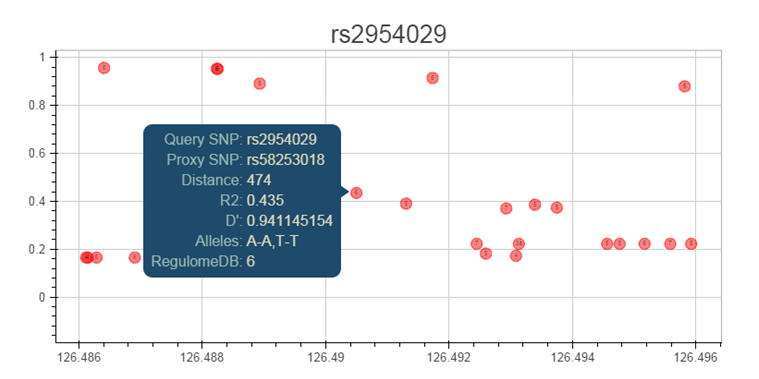 rs2954029
1
0.8
0.6
0.4
0.2
0
Query SNP: rs2954029
Proxy SNP: rs58253018
Distance: 474
R2: 0.435
D': 0.941145154
Alleles: A-A,T-T
RegulomeDB: 6
126.486 126.488 126.49 126.492 126.494 126.496